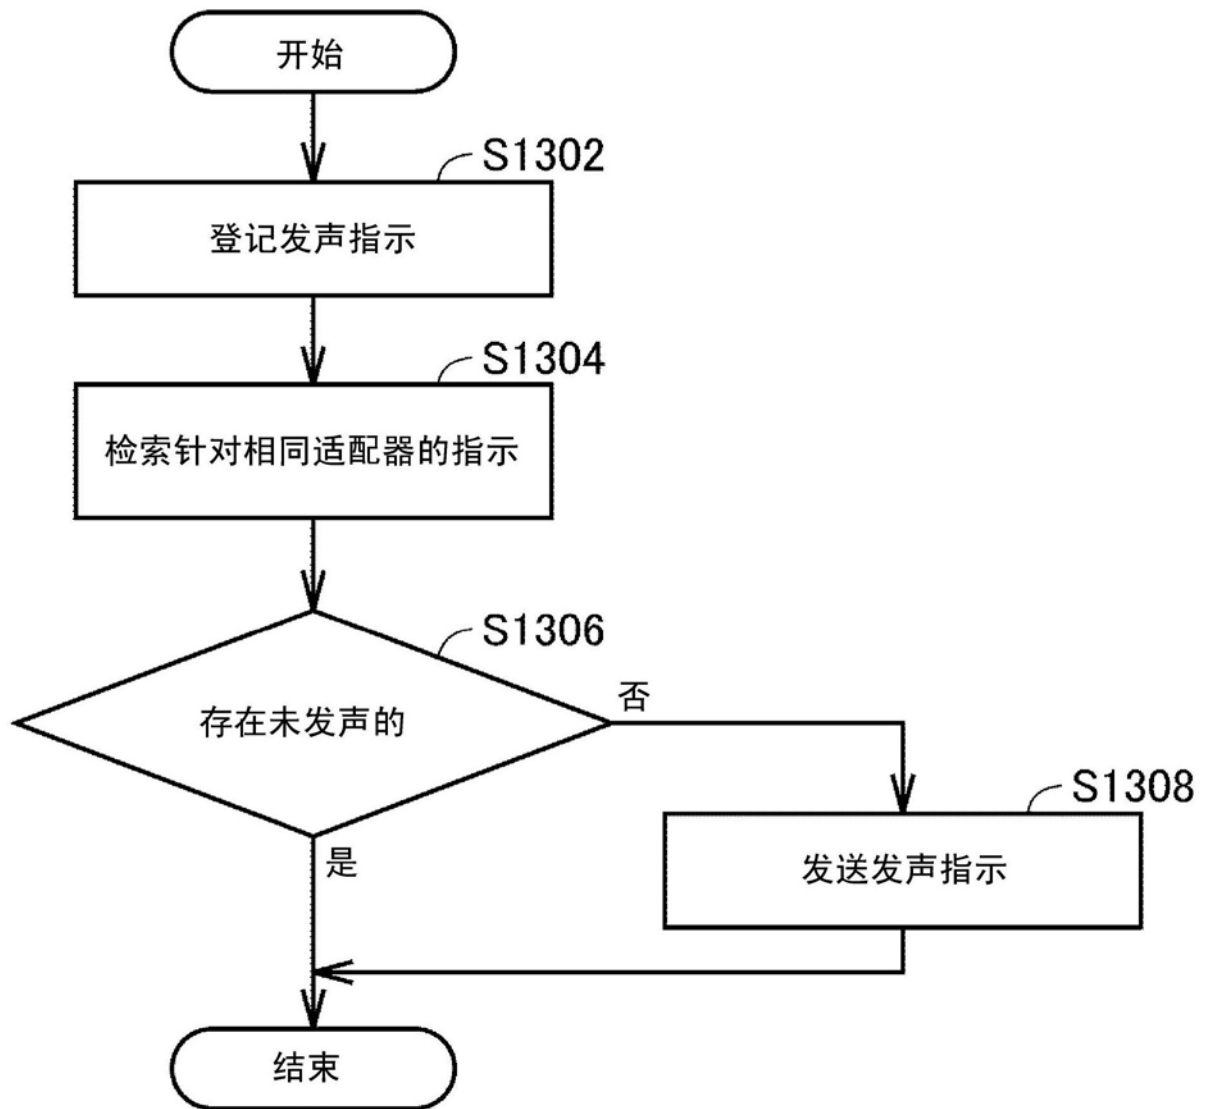 开始
S1302
登记发声指示
S1304
检索针对相同适配器的指示
S1306
存在未发声的
否
是
S1308
发送发声指示
结束